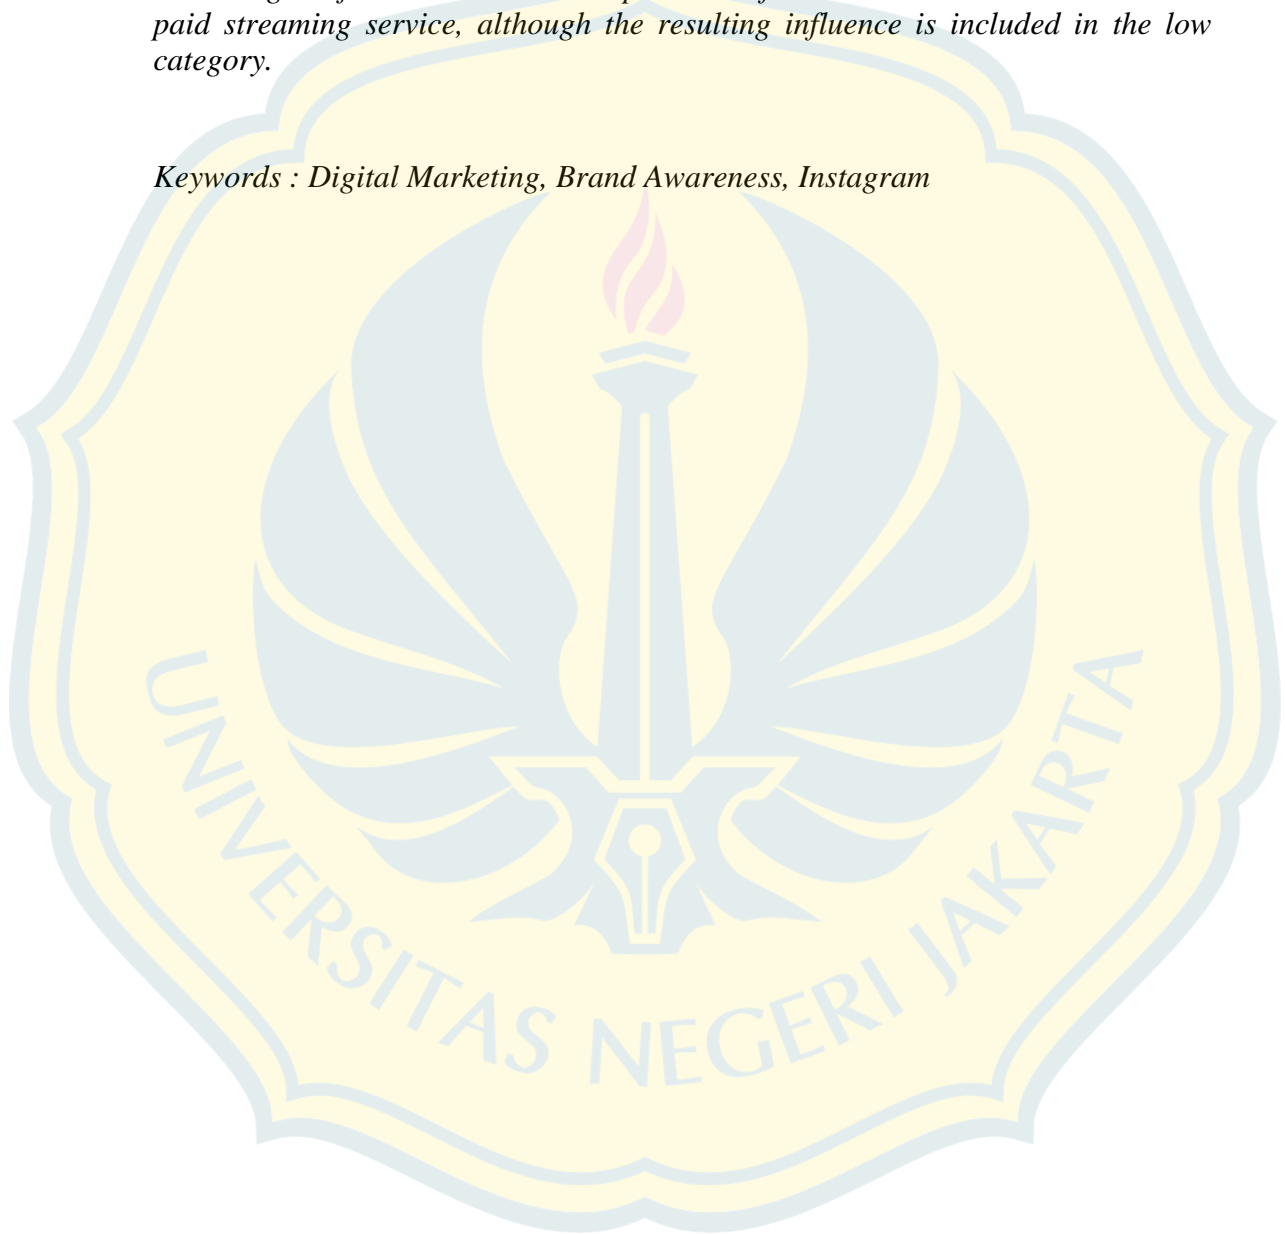 paid streaming service, although the resulting influence is included in the low
category.
Keywords : Digital Marketing, Brand Awareness, Instagram
UNIVERSITAS NEGERI JAKARTA